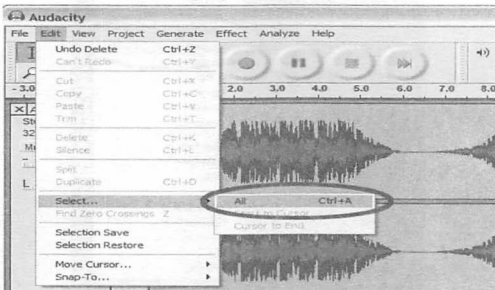 Audacity
File Edit View Project Generate Effect Analyze Help
Undo Delete Ctrl+Z
Can't Redo Ctrl+Y
- 3.0 2.0 3.0 4.0 5.0 6.0 7.0 8.0
Cut Ctrl+X
Copy Ctrl+C
Paste Ctrl+V
Trim Ctrl+T
Delete Ctrl+K
Silence Ctrl+L
Split
Duplicate Ctrl+D
Select... All Ctrl+A
Find Zero Crossings Z Start to Cursor
Cursor to End
Selection Save
Selection Restore
Move Cursor...
Snap-To...
X
St
32
Mu
L